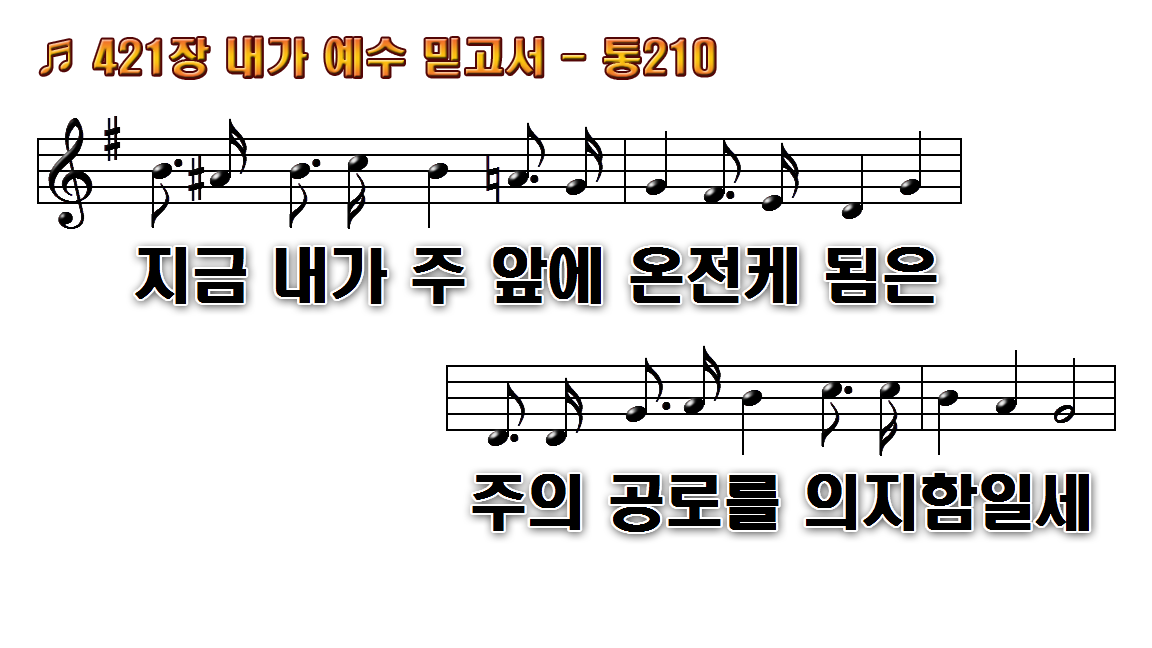 ♬ 421장 내가 예수 믿고서 - 통210
지금 내가 주 앞에 온전케 됨은
주의 공로를 의지함일세